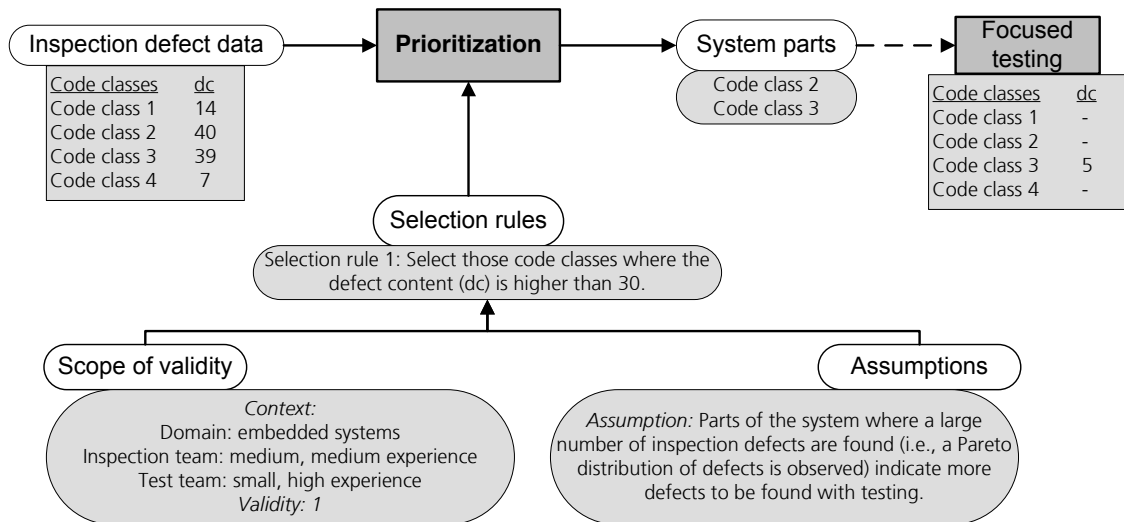 Inspection defect data
Code classes dc
Code class 1 14
Code class 2 40
Code class 3 39
Code class 4 7
Prioritization
System parts
Code class 2
Code class 3
Focused
testing
Code classes dc
Code class 1 -
Code class 2 -
Code class 3 5
Code class 4 -
Selection rules
Selection rule 1: Select those code classes where the
defect content (dc) is higher than 30.
Scope of validity
Context:
Domain: embedded systems
Inspection team: medium, medium experience
Test team: small, high experience
Validity: 1
Assumptions
Assumption: Parts of the system where a large
number of inspection defects are found (i.e., a Pareto
distribution of defects is observed) indicate more
defects to be found with testing.